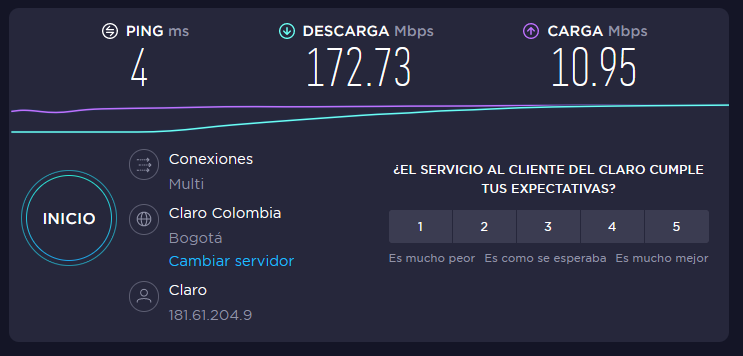 PING ms
DESCARGA Mbps
CARGA Mbps
4
172.73
10.95
Conexiones
Multi
Claro Colombia
Bogotá
Cambiar servidor
Claro
181.61.204.9
INICIO
¿EL SERVICIO AL CLIENTE DEL CLARO CUMPLE
TUS EXPECTATIVAS?
1 2 3 4 5
Es mucho peor Es como se esperaba Es mucho mejor